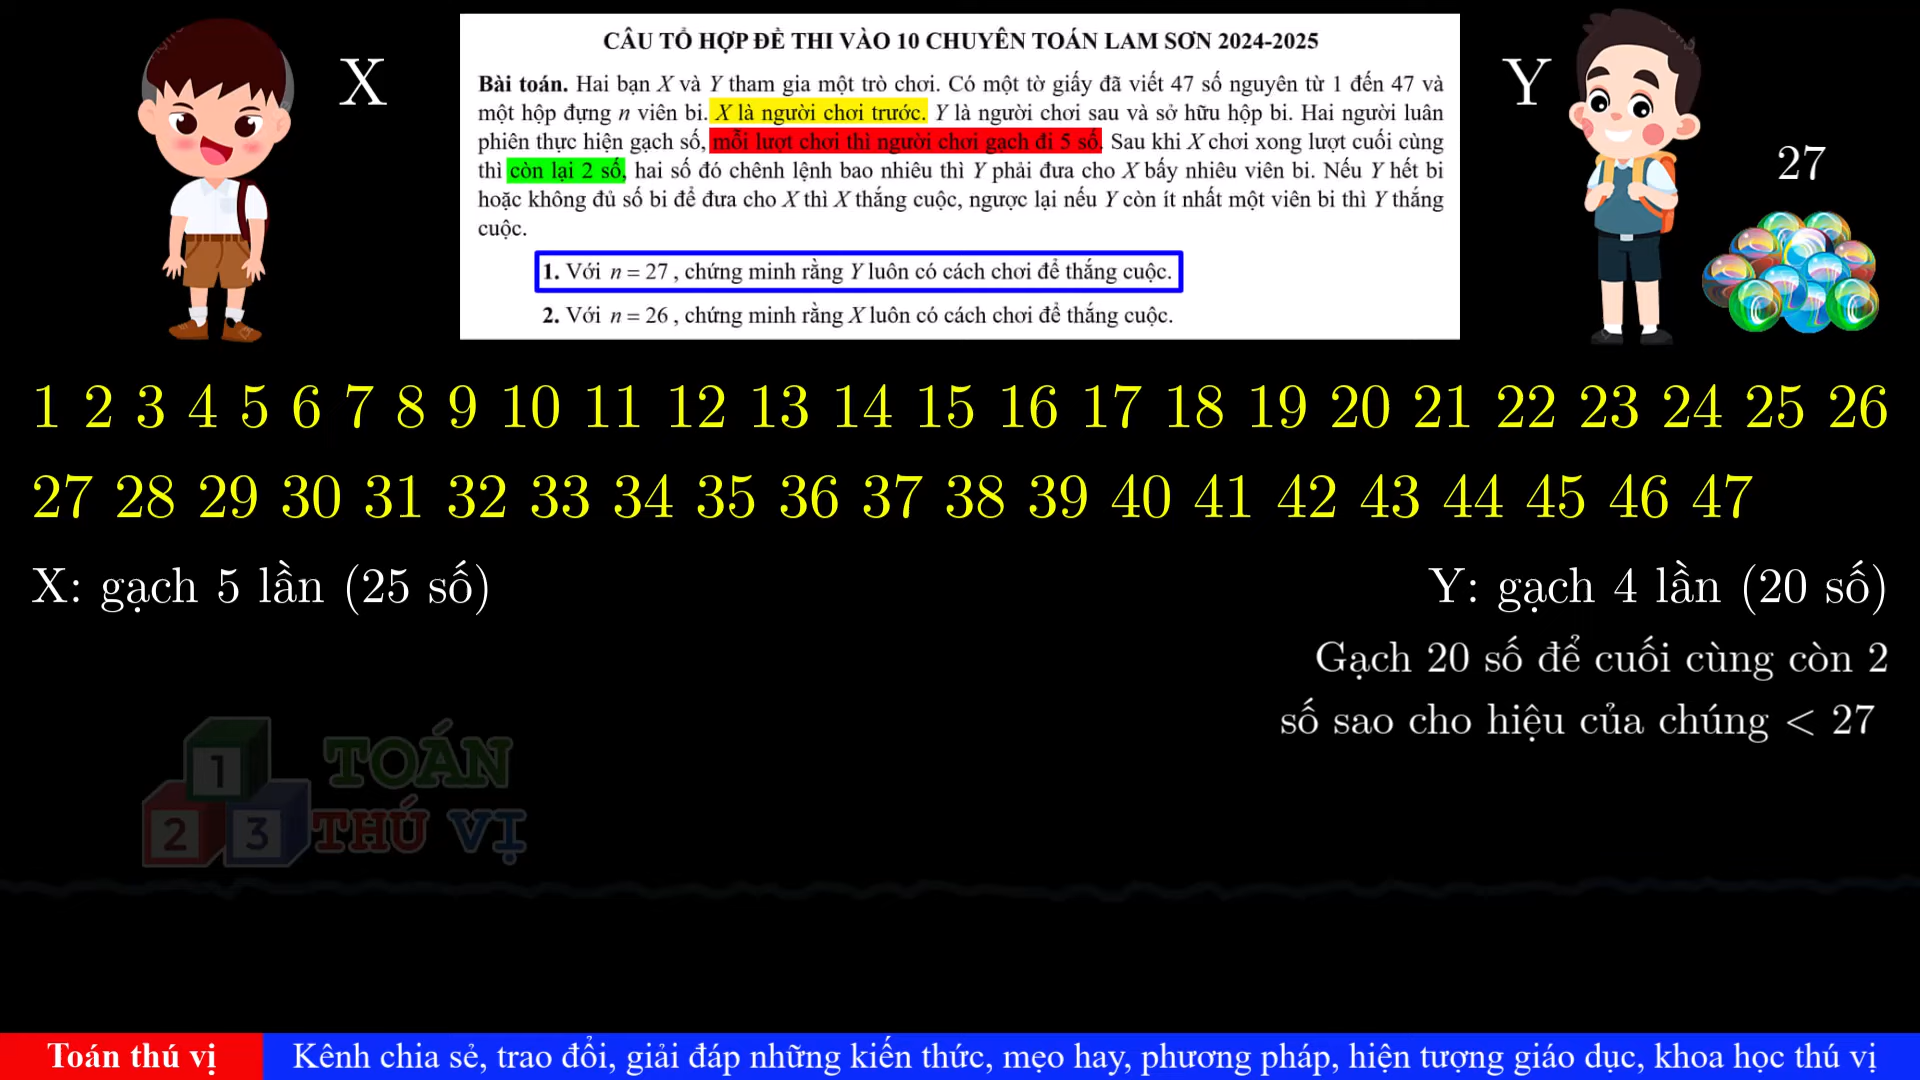 X
CÂU TỔ HỢP ĐỀ THI VÀO 10 CHUYÊN TOÁN LAM SƠN 2024-2025
Bài toán. Hai bạn X và Y tham gia một trò chơi. Có một tờ giấy đã viết 47 số nguyên từ 1 đến 47 và
một hộp đựng n viên bi. X là người chơi trước. Y là người chơi sau và sở hữu hộp bi. Hai người luân
phiên thực hiện gạch số, mỗi lượt chơi thì người chơi gạch đi 5 số. Sau khi X chơi xong lượt cuối cùng
thì còn lại 2 số, hai số đó chênh lệnh bao nhiêu thì Y phải đưa cho X bấy nhiêu viên bi. Nếu Y hết bi
hoặc không đủ số bi để đưa cho X thì X thắng cuộc, ngược lại nếu Y còn ít nhất một viên bi thì Y thắng
cuộc.
1. Với n = 27 , chứng minh rằng Y luôn có cách chơi để thắng cuộc.
2. Với n = 26 , chứng minh rằng X luôn có cách chơi để thắng cuộc.
Y
27
1 2 3 4 5 6 7 8 9 10 11 12 13 14 15 16 17 18 19 20 21 22 23 24 25 26
27 28 29 30 31 32 33 34 35 36 37 38 39 40 41 42 43 44 45 46 47
X: gạch 5 lần (25 số)
Y: gạch 4 lần (20 số)
Gạch 20 số để cuối cùng còn 2
số sao cho hiệu của chúng < 27
1 2 3
TOÁN
THÚ VỊ
Toán thú vị
Kênh chia sẻ, trao đổi, giải đáp những kiến thức, mẹo hay, phương pháp, hiện tượng giáo dục, khoa học thú vị